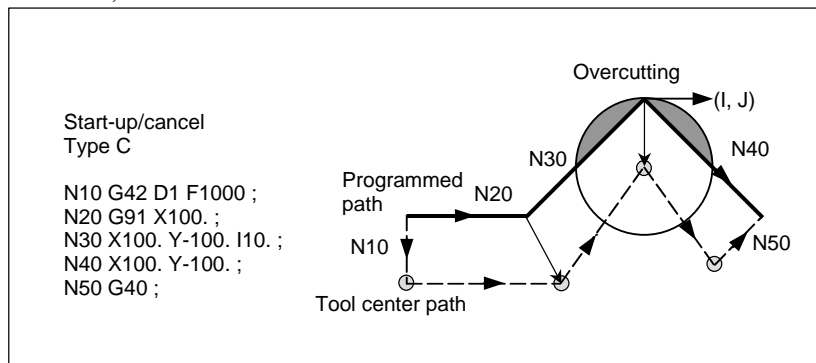 Overcutting
(I, J)
Start-up/cancel
Type C
N10 G42 D1 F1000 ;
N20 G91 X100. ;
N30 X100. Y-100. I10. ;
N40 X100. Y-100. ;
N50 G40 ;
Programmed
path
N10
N20
N30
N40
N50
Tool center path